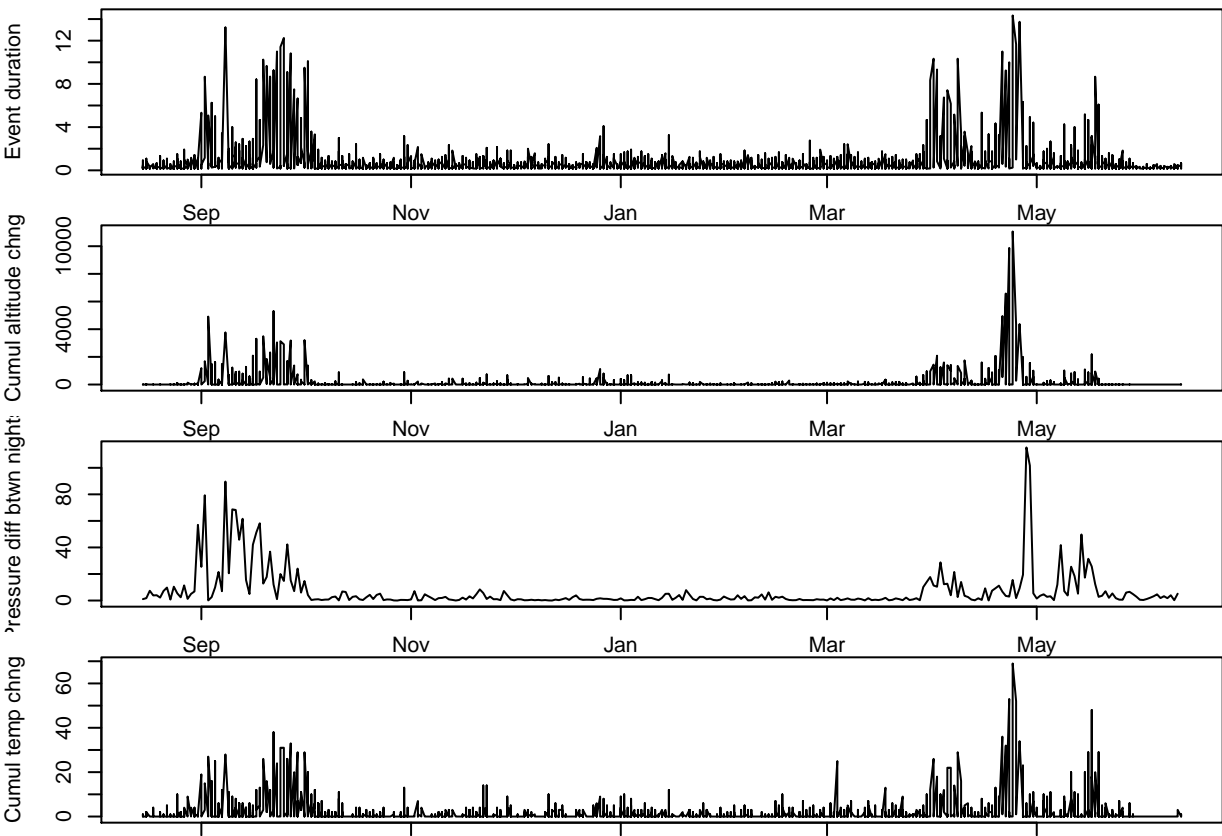 Event duration
12
8
4
0
Sep Nov Jan Mar May
Cumul altitude chng
10000
4000
0
Sep Nov Jan Mar May
Pressure diff btwn nights
80
40
0
Sep Nov Jan Mar May
Cumul temp chng
60
40
20
0